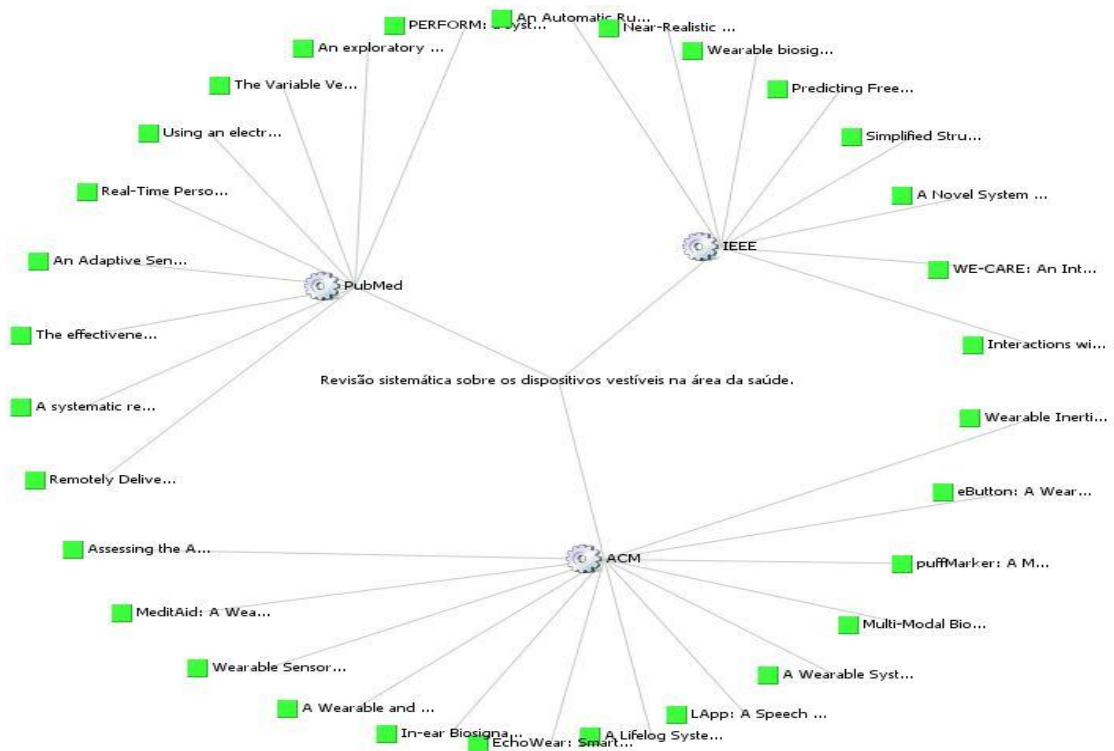 An Automatic Ru...
PERFORM: a syst...
Near-Realistic ...
An exploratory ...
Wearable biosig...
The Variable Ve...
Predicting Free...
Using an electr...
Simplified Stru...
Real-Time Perso...
A Novel System ...
IEEE
An Adaptive Sen...
WE-CARE: An Int...
PubMed
The effectivene...
Interactions wi...
Revisão sistemática sobre os dispositivos vestíveis na área da saúde.
A systematic re...
Wearable Inerti...
Remotely Delive...
eButton: A Wear...
Assessing the A...
ACM
puffMarker: A M...
MeditAid: A Wea...
Multi-Modal Bio...
Wearable Sensor...
A Wearable Syst...
A Wearable and ...
LApp: A Speech ...
In-ear Biosigna...
A Lifelog Syste...
EchoWear: Smart...